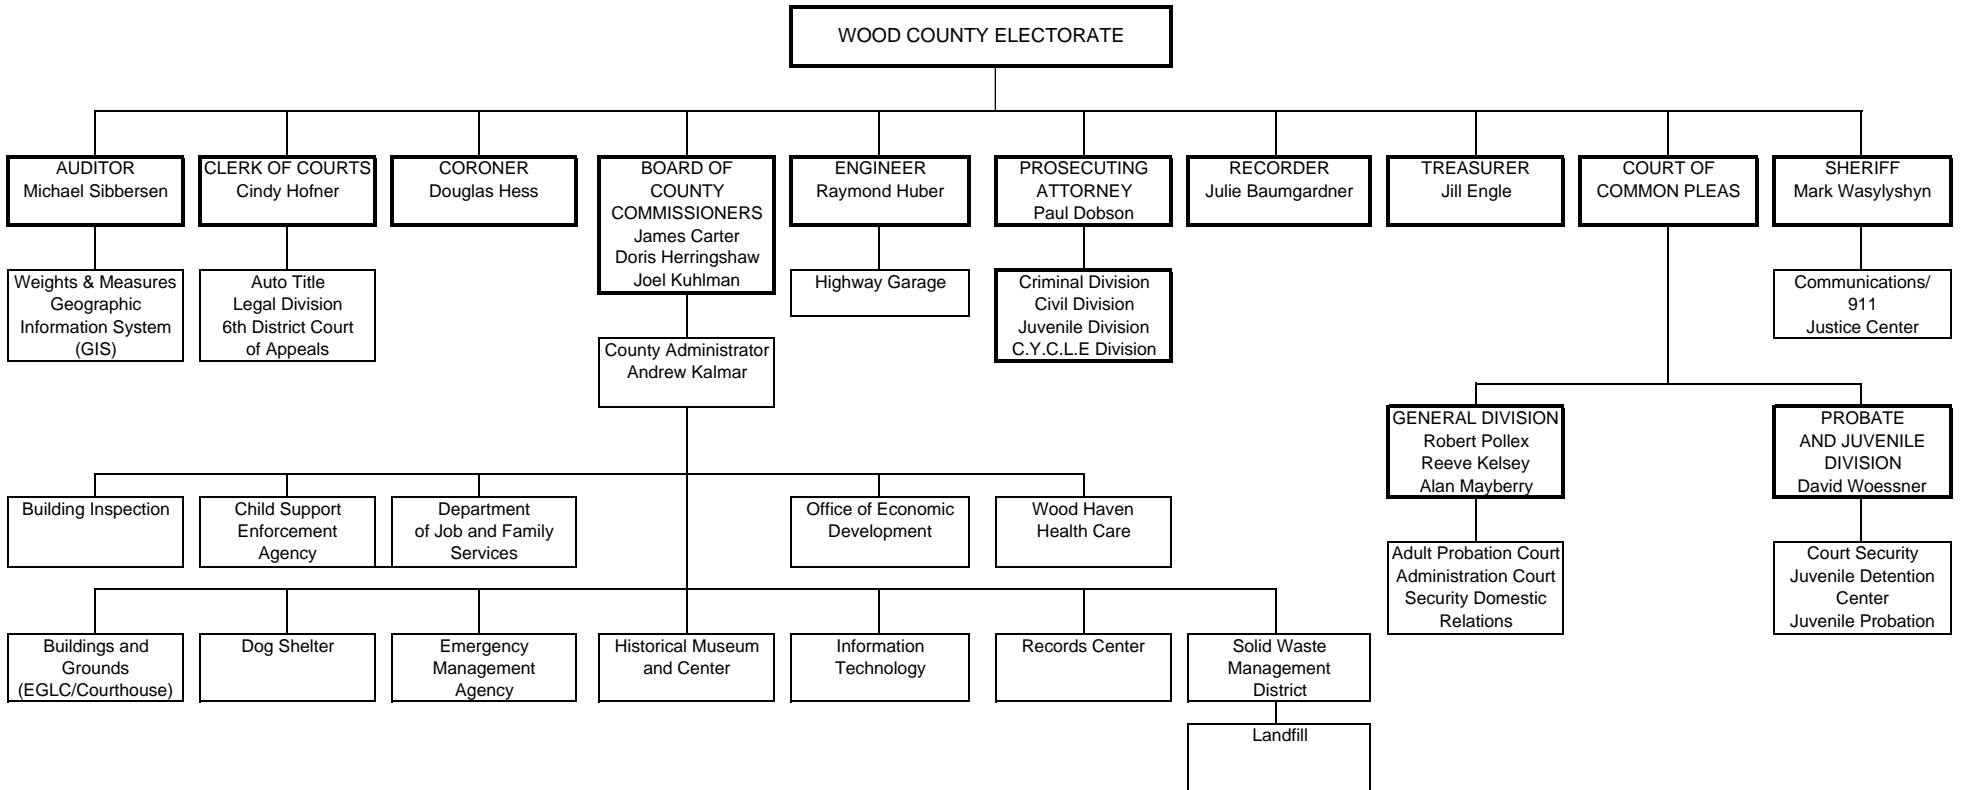 WOOD COUNTY ELECTORATE
AUDITOR
Michael Sibbersen
CLERK OF COURTS
Cindy Hofner
CORONER
Douglas Hess
BOARD OF
COUNTY
COMMISSIONERS
James Carter
Doris Herringshaw
Joel Kuhlman
ENGINEER
Raymond Huber
PROSECUTING
ATTORNEY
Paul Dobson
RECORDER
Julie Baumgardner
TREASURER
Jill Engle
COURT OF
COMMON PLEAS
SHERIFF
Mark Wasylyshyn
Weights & Measures
Geographic
Information System
(GIS)
Auto Title
Legal Division
6th District Court
of Appeals
County Administrator
Andrew Kalmar
Highway Garage
Criminal Division
Civil Division
Juvenile Division
C.Y.C.L.E Division
Communications/
911
Justice Center
GENERAL DIVISION
Robert Pollex
Reeve Kelsey
Alan Mayberry
PROBATE
AND JUVENILE
DIVISION
David Woessner
Building Inspection
Child Support
Enforcement
Agency
Department
of Job and Family
Services
Office of Economic
Development
Wood Haven
Health Care
Adult Probation Court
Administration Court
Security Domestic
Relations
Court Security
Juvenile Detention
Center
Juvenile Probation
Buildings and
Grounds
(EGLC/Courthouse)
Dog Shelter
Emergency
Management
Agency
Historical Museum
and Center
Information
Technology
Records Center
Solid Waste
Management
District
Landfill